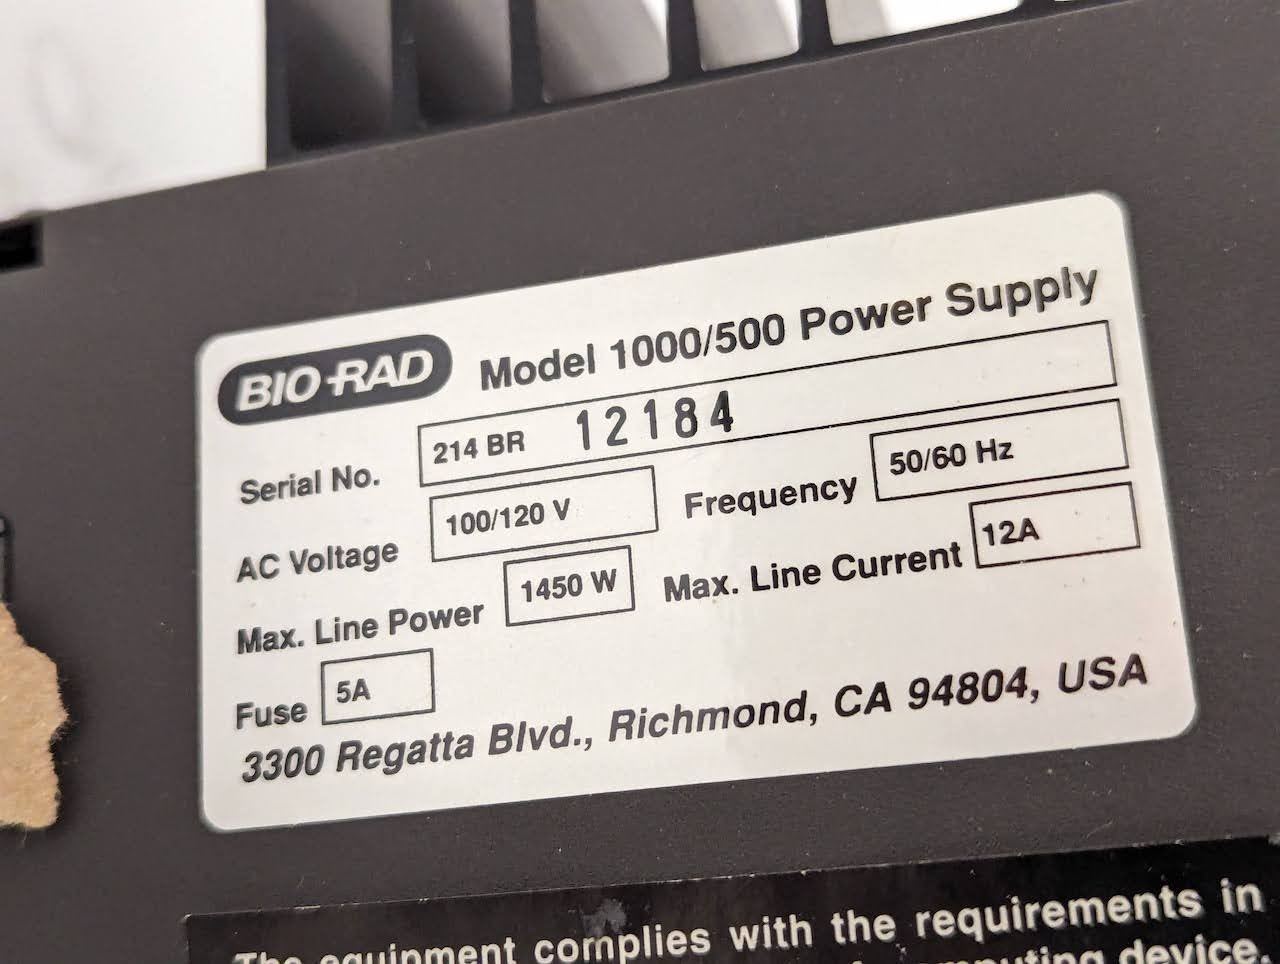 BIO-RAD Model 1000/500 Power Supply
Serial No. 214 BR 12184
AC Voltage 100/120 V Frequency 50/60 Hz
Max. Line Power 1450 W Max. Line Current 12A
Fuse 5A
3300 Regatta Blvd., Richmond, CA 94804, USA
The equipment complies with the requirements in
computing device.